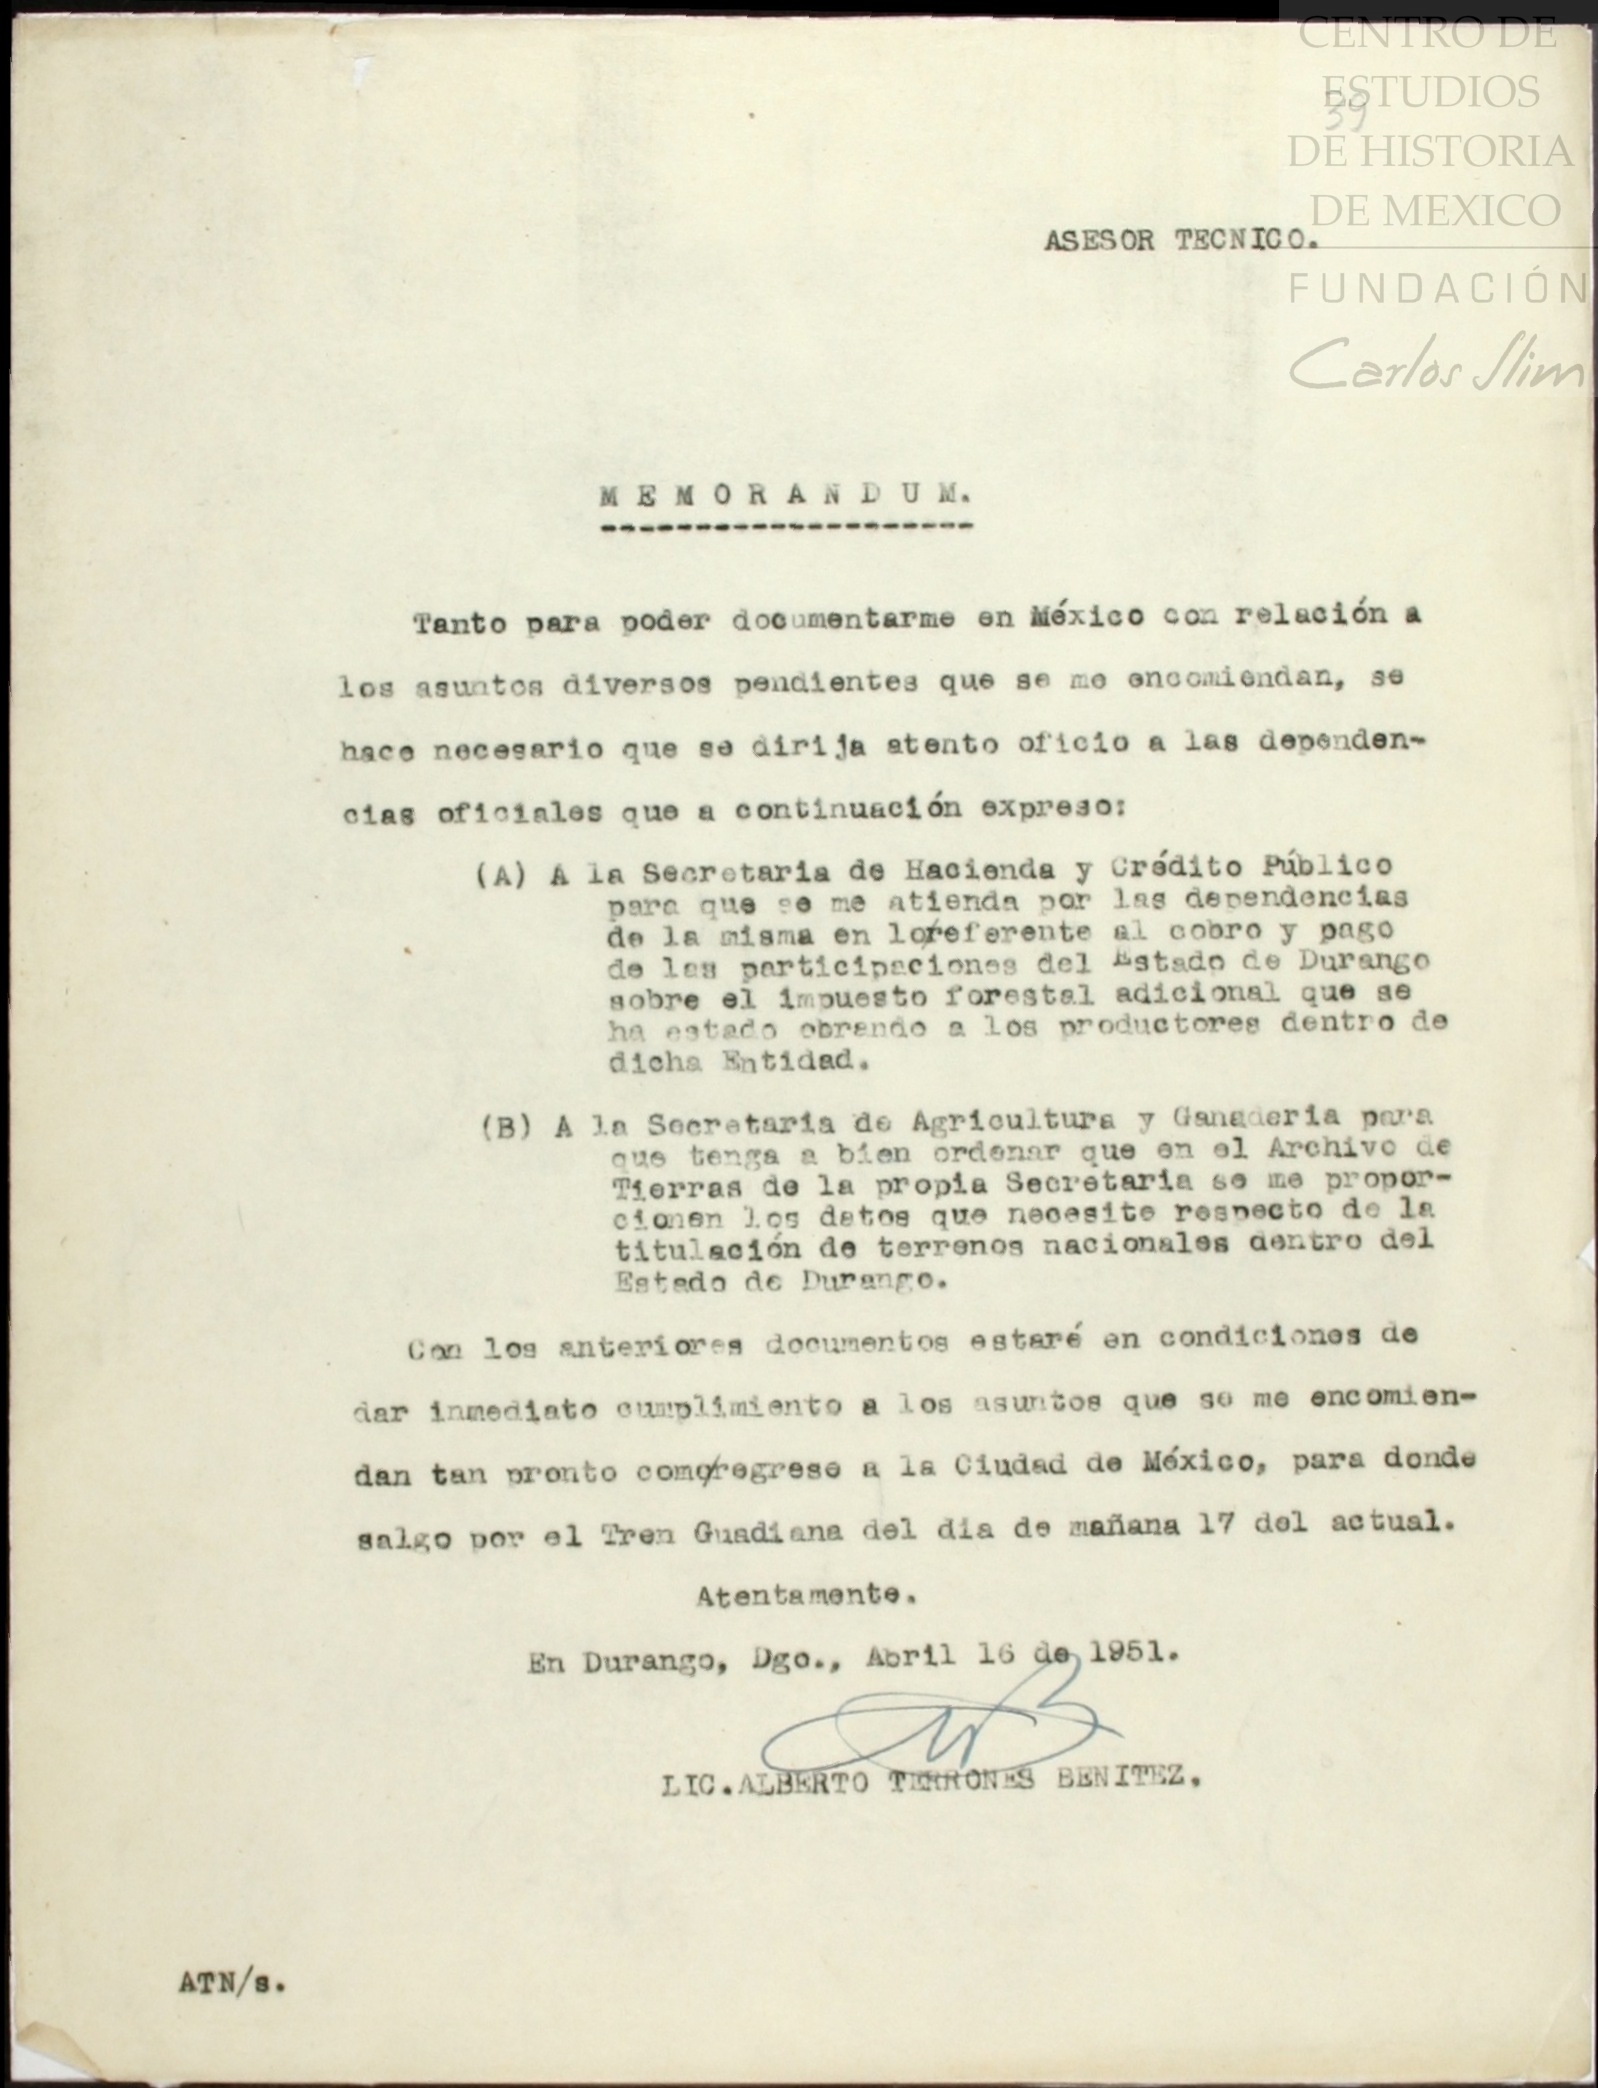 CENTRO DE
ESTUDIOS
39
DE HISTORIA
DE MEXICO
FUNDACIÓN
Carlos Slim
ASESOR TECNICO.
M E M O R A N D U M.
Tanto para poder documentarme en México con relación a
los asuntos diversos pendientes que se me encomiendan, se
hace necesario que se dirija atento oficio a las dependen-
cias oficiales que a continuación expreso:
(A) A la Secretaria de Hacienda y Crédito Público
para que se me atienda por las dependencias
de la misma en lo/referente al cobro y pago
de las participaciones del Estado de Durango
sobre el impuesto forestal adicional que se
ha estado obrando a los productores dentro de
dicha Entidad.
(B) A la Secretaria de Agricultura y Ganaderia para
que tenga a bien ordenar que en el Archivo de
Tierras de la propia Secretaria se me propor-
cionen los datos que necesite respecto de la
titulación de terrenos nacionales dentro del
Estado de Durango.
Con los anteriores documentos estaré en condiciones de
dar inmediato cumplimiento a los asuntos que se me encomien-
dan tan pronto como/regrese a la Ciudad de México, para donde
salgo por el Tren Guadiana del dia de mañana 17 del actual.
Atentamente.
En Durango, Dgo., Abril 16 de 1951.
LIC.ALBERTO TERRONES BENITEZ.
ATN/s.